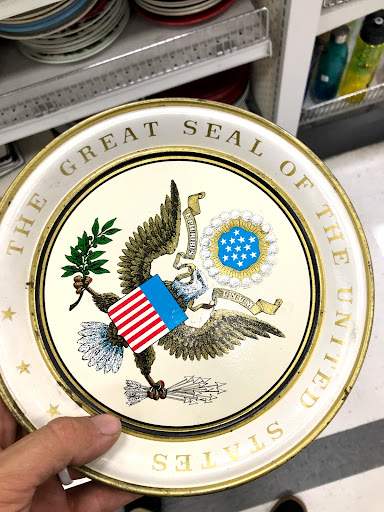 THE GREAT SEAL OF THE UNITED STATES